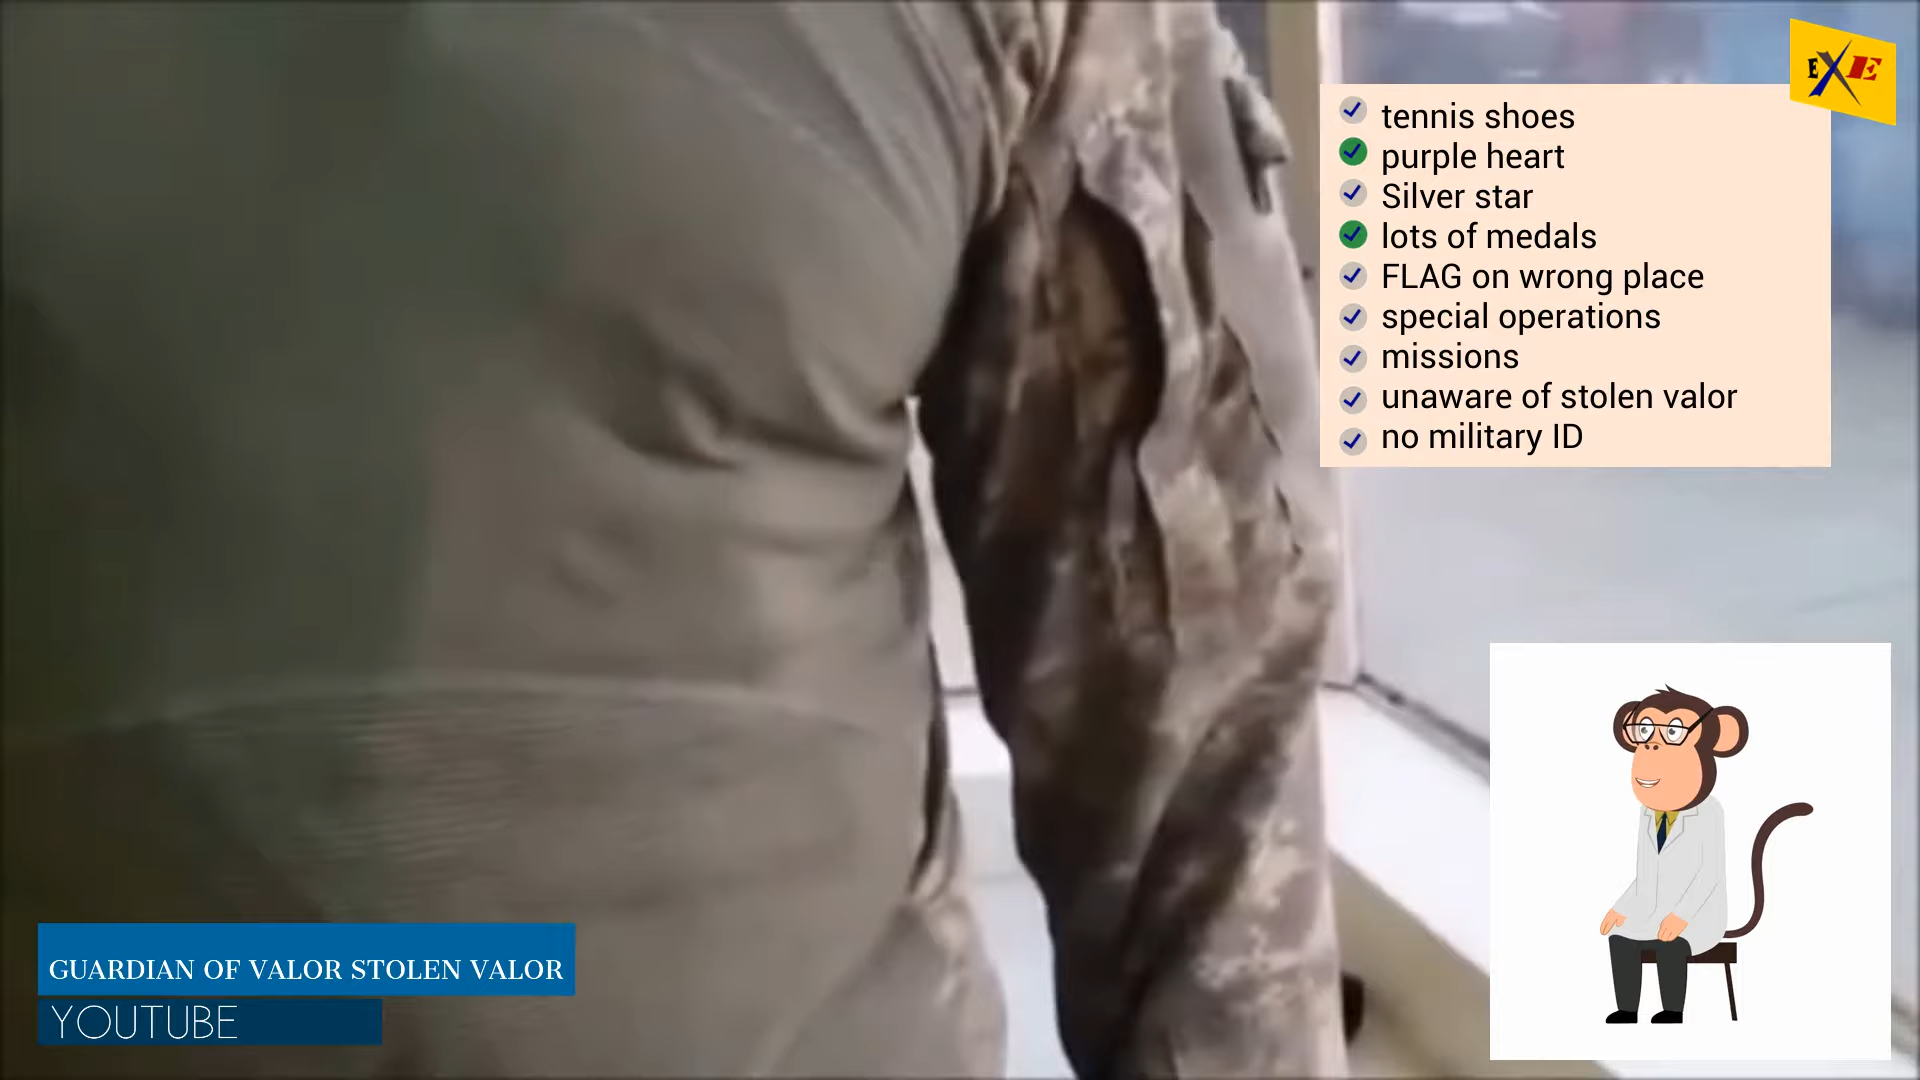 EXE
tennis shoes
purple heart
Silver star
lots of medals
FLAG on wrong place
special operations
missions
unaware of stolen valor
no military ID
GUARDIAN OF VALOR STOLEN VALOR
YOUTUBE